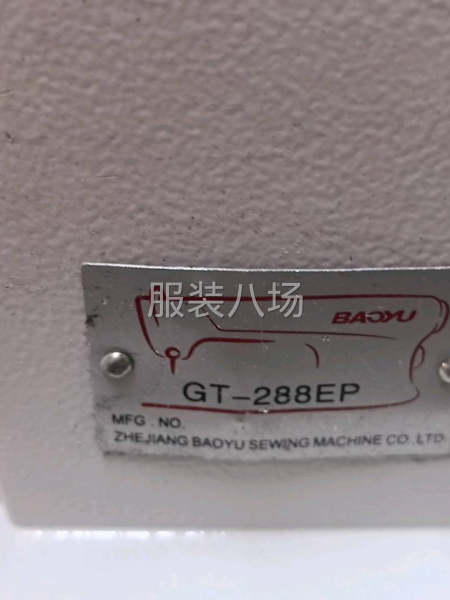 服装八场
BAOYU
GT-288EP
MFG . NO.
ZHEJIANG BAOYU SEWING MACHINE CO., LTD.